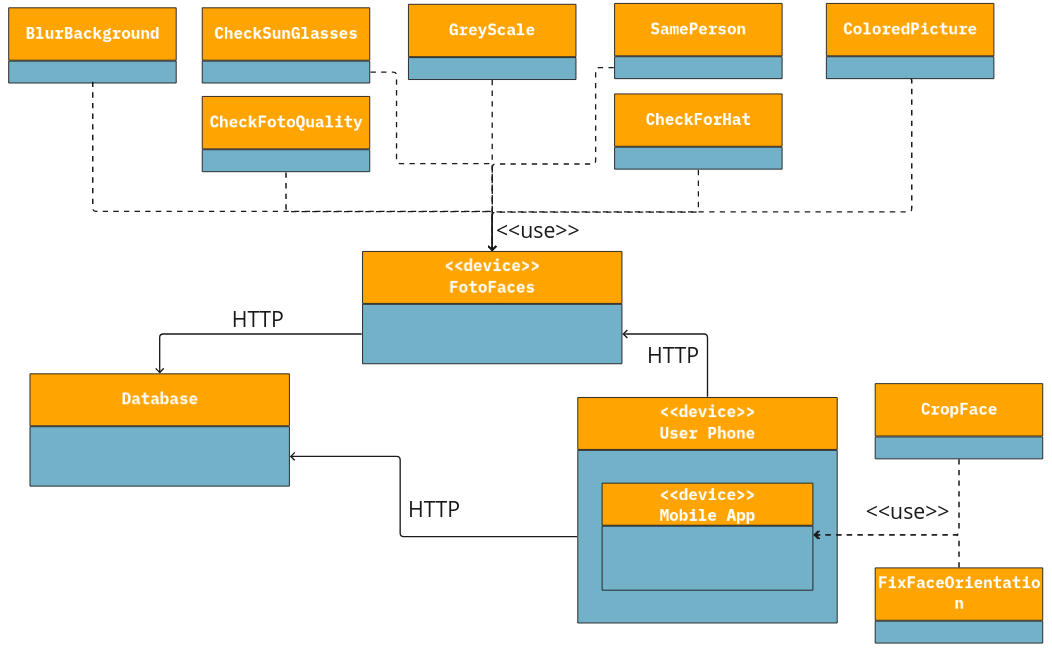 BlurBackground
CheckSunGlasses
GreyScale
SamePerson
ColoredPicture
CheckFotoQuality
CheckForHat
<<use>>
<<device>>
FotoFaces
HTTP
HTTP
Database
<<device>>
User Phone
CropFace
<<device>>
Mobile App
HTTP
<<use>>
FixFaceOrientatio
n